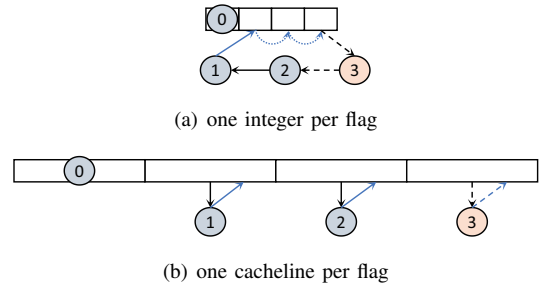 0
1 2 3
(a) one integer per flag
0
1 2 3
(b) one cacheline per flag